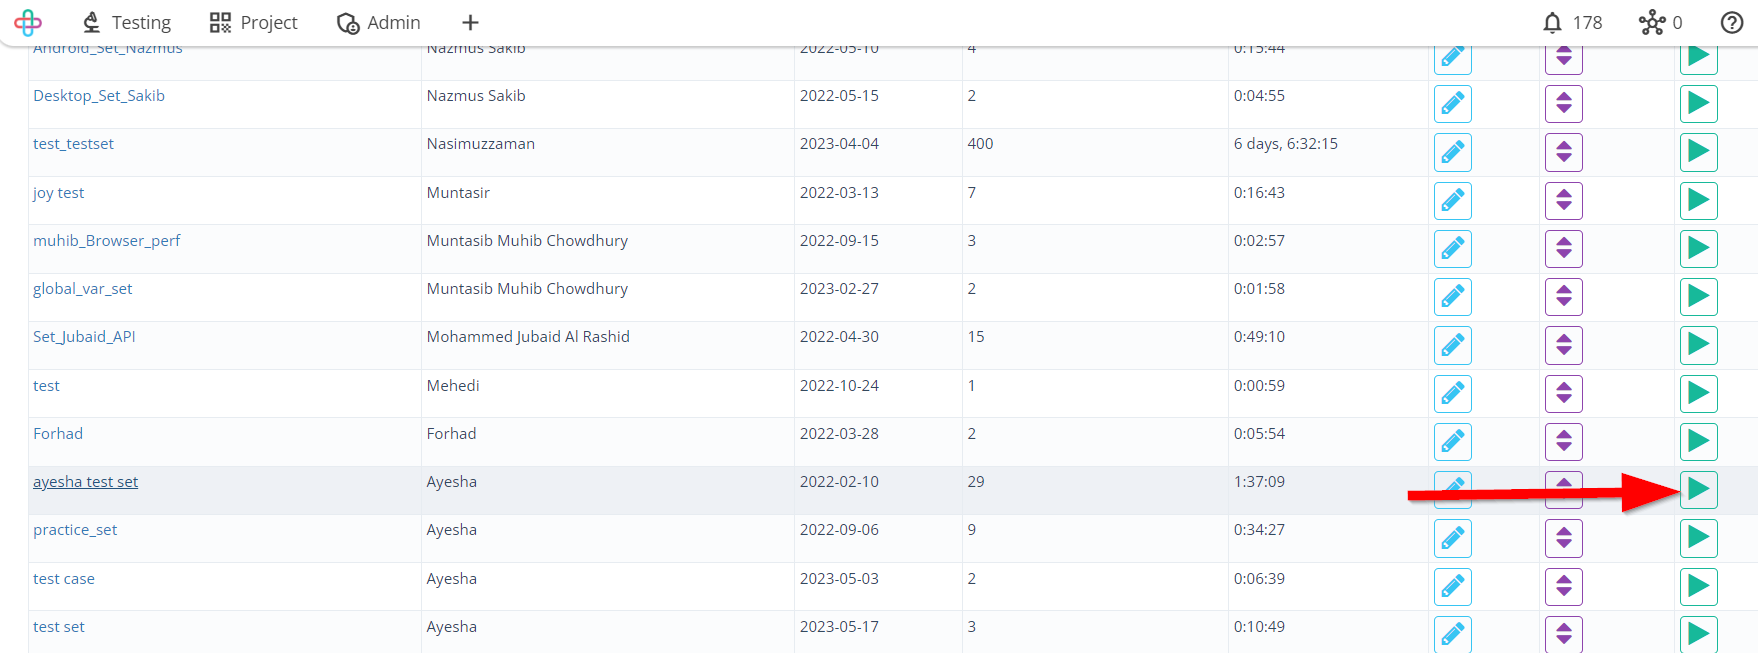 Testing Project Admin + 178 0
Android_Set_Nazmus Nazmus Sakib 2022-05-10 4 0:15:44
Desktop_Set_Sakib Nazmus Sakib 2022-05-15 2 0:04:55
test_testset Nasimuzzaman 2023-04-04 400 6 days, 6:32:15
joy test Muntasir 2022-03-13 7 0:16:43
muhib_Browser_perf Muntasib Muhib Chowdhury 2022-09-15 3 0:02:57
global_var_set Muntasib Muhib Chowdhury 2023-02-27 2 0:01:58
Set_Jubaid_API Mohammed Jubaid Al Rashid 2022-04-30 15 0:49:10
test Mehedi 2022-10-24 1 0:00:59
Forhad Forhad 2022-03-28 2 0:05:54
ayesha test set Ayesha 2022-02-10 29 1:37:09
practice_set Ayesha 2022-09-06 9 0:34:27
test case Ayesha 2023-05-03 2 0:06:39
test set Ayesha 2023-05-17 3 0:10:49